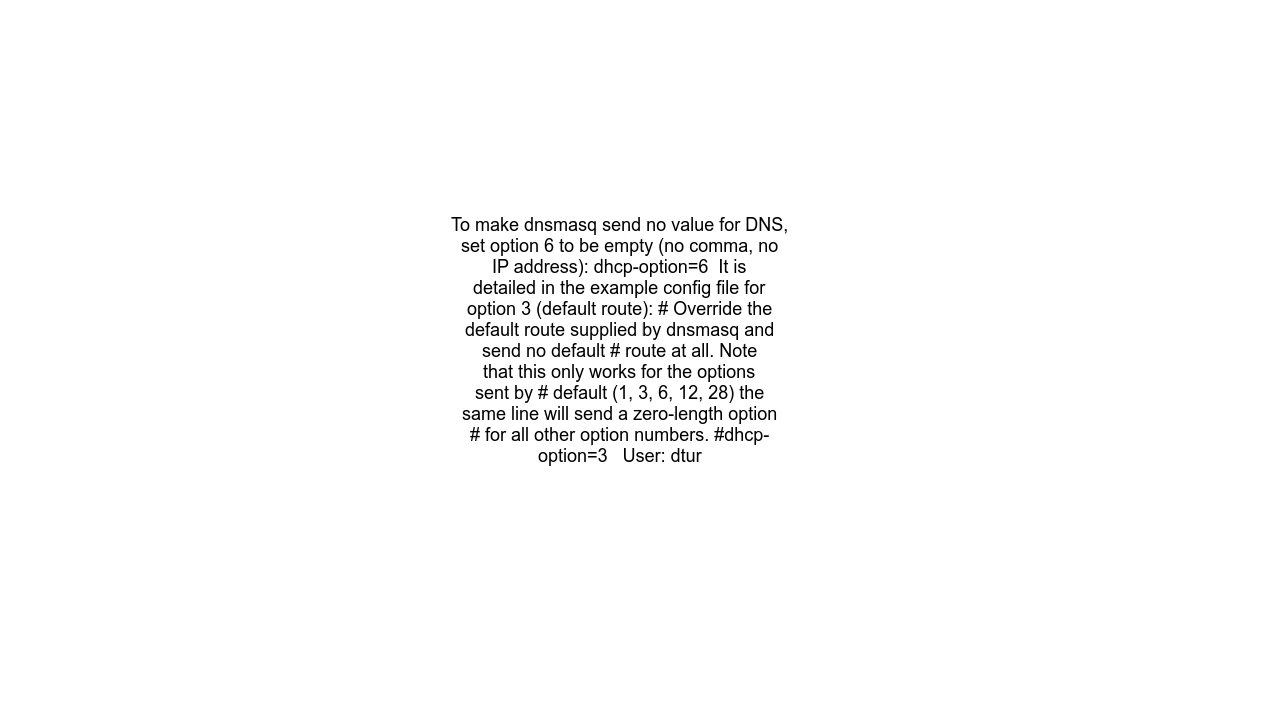 To make dnsmasq send no value for DNS,
set option 6 to be empty (no comma, no
IP address): dhcp-option=6  It is
detailed in the example config file for
option 3 (default route): # Override the
default route supplied by dnsmasq and
send no default # route at all. Note
that this only works for the options
sent by # default (1, 3, 6, 12, 28) the
same line will send a zero-length option
# for all other option numbers. #dhcp-
option=3   User: dtur